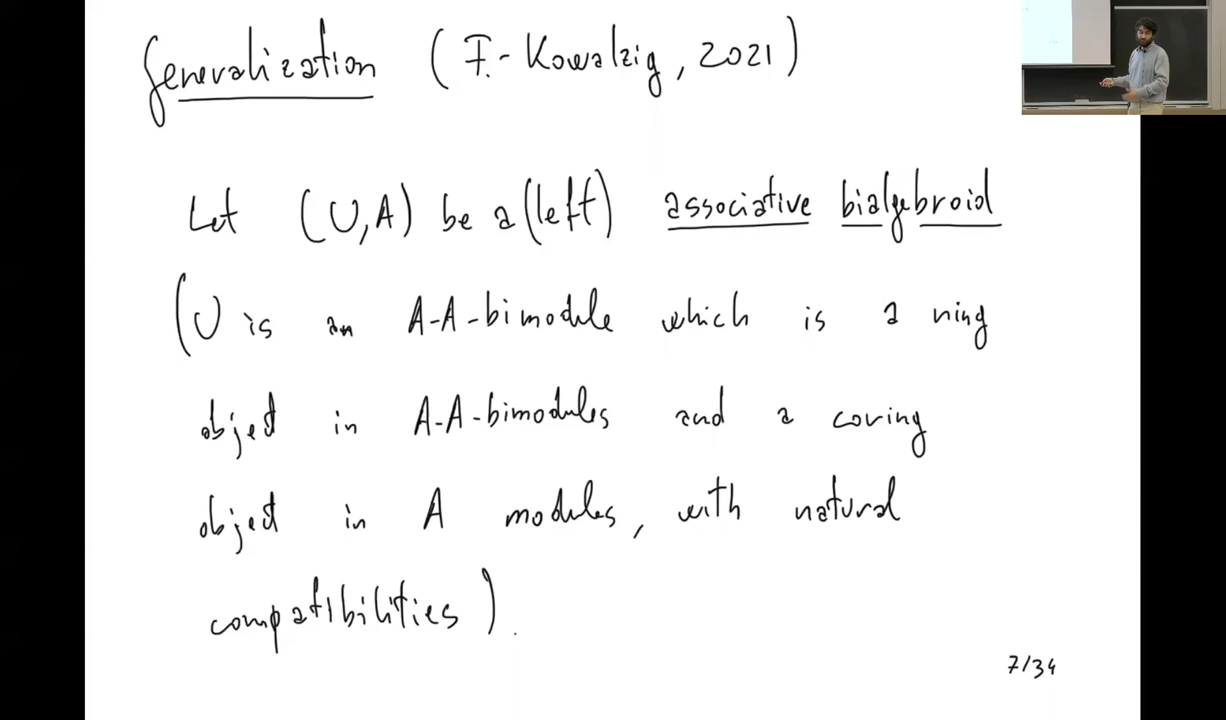 Generalization (F.-Kowalzig, 2021)
Let (U,A) be a (left) associative bialgebroid
(U is an A-A-bimodule which is a ring
object in A-A-bimodules and a coring
object in A modules, with natural
compatibilities).
7/34